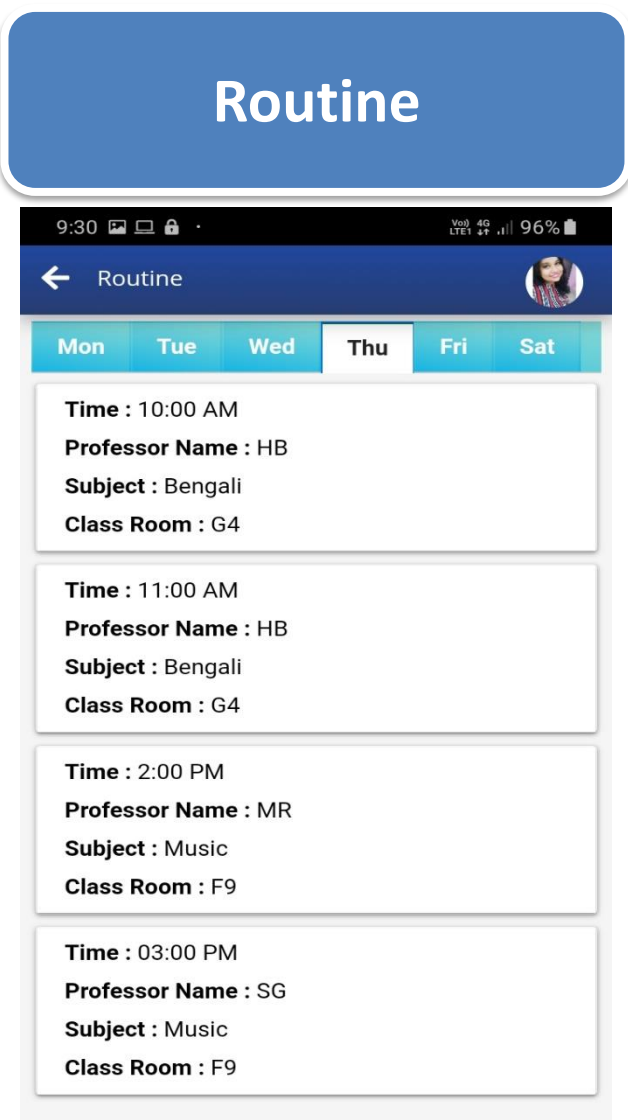 Routine
9:30
Vo)) 4G
LTE1 96%
Routine
Mon Tue Wed Thu Fri Sat
Time : 10:00 AM
Professor Name : HB
Subject : Bengali
Class Room : G4
Time : 11:00 AM
Professor Name : HB
Subject : Bengali
Class Room : G4
Time : 2:00 PM
Professor Name : MR
Subject : Music
Class Room : F9
Time : 03:00 PM
Professor Name : SG
Subject : Music
Class Room : F9